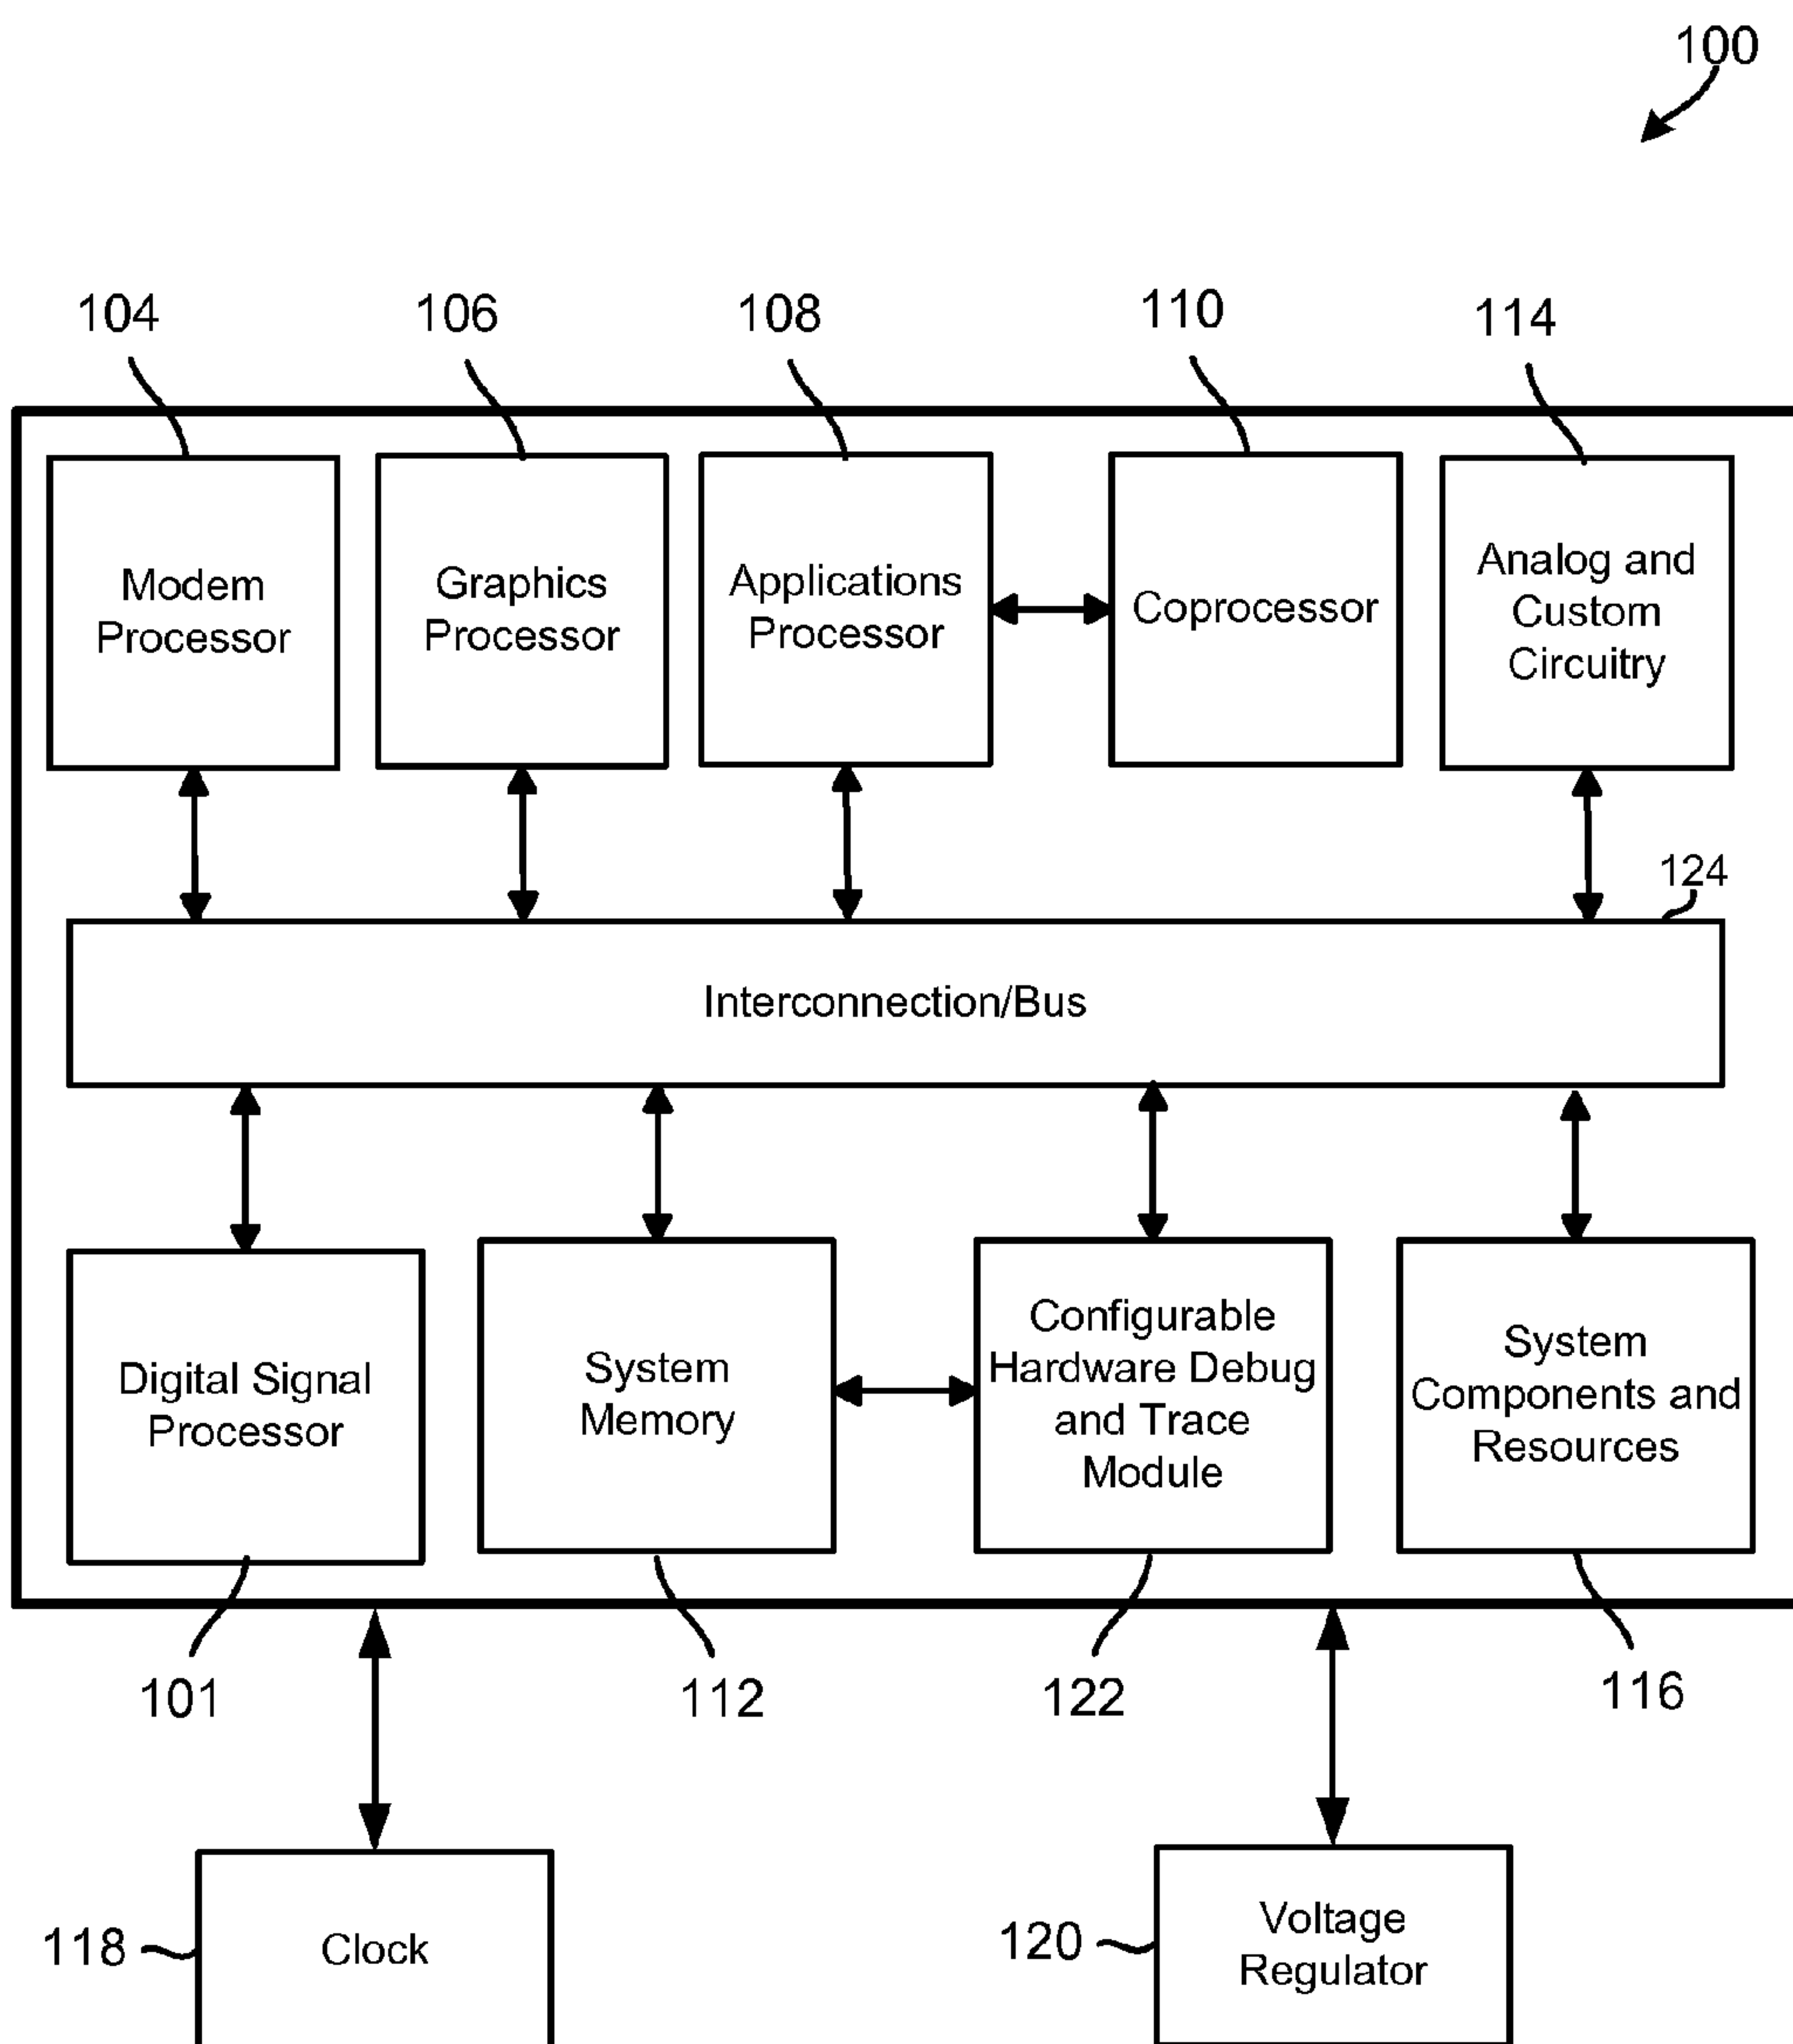 100
104
106
108
110
114
Modem
Processor
Graphics
Processor
Applications
Processor
Coprocessor
Analog and
Custom
Circuitry
124
Interconnection/Bus
Digital Signal
Processor
System
Memory
Configurable
Hardware Debug
and Trace
Module
System
Components and
Resources
101
112
122
116
118
Clock
120
Voltage
Regulator